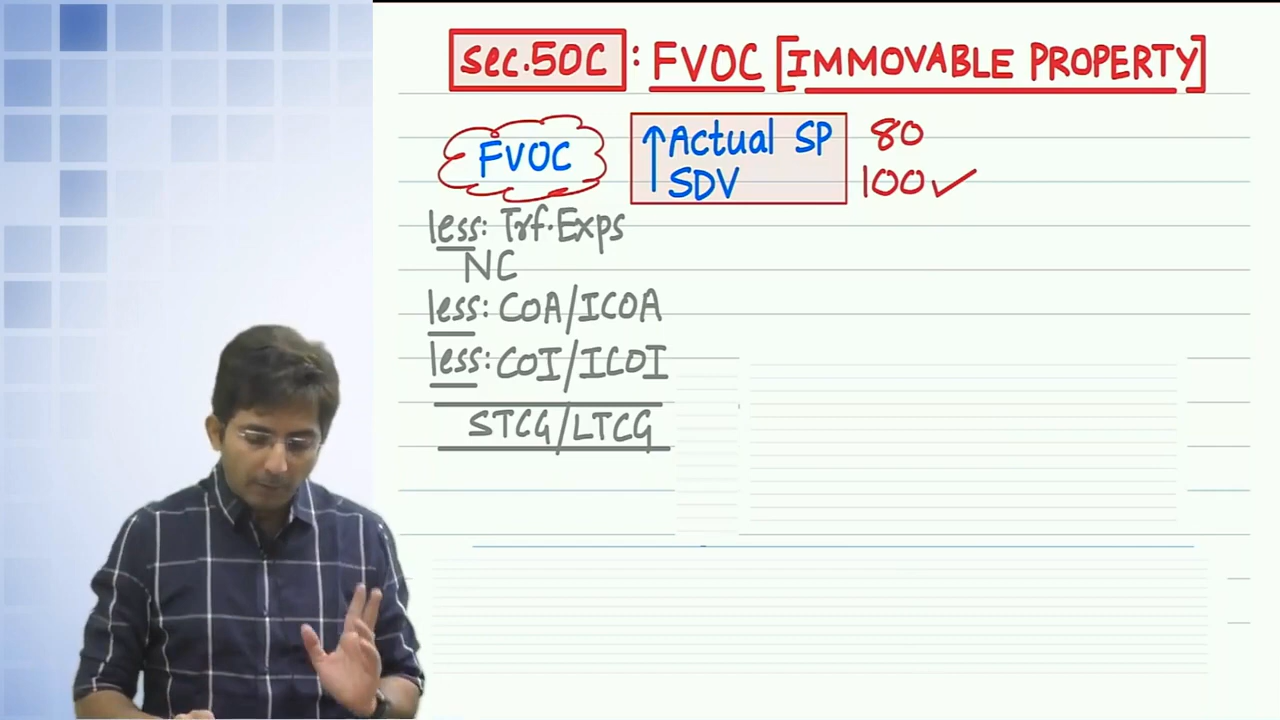 sec.50C : FVOC [IMMOVABLE PROPERTY]
FVOC ↑ Actual SP 80
SDV 100 ✓
less: Trf. Exps
NC
less: COA/ICOA
less: COI/ICOI
STCG/LTCG